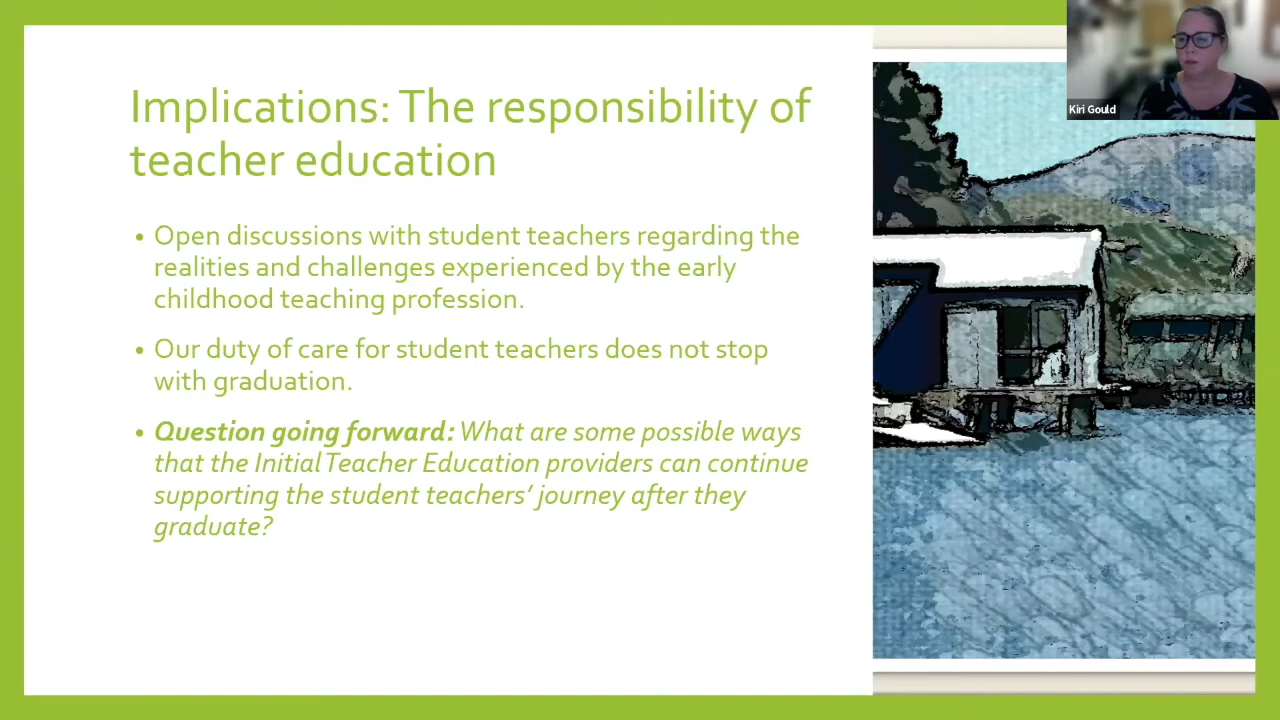 Kiri Gould
Implications: The responsibility of
teacher education
• Open discussions with student teachers regarding the
realities and challenges experienced by the early
childhood teaching profession.
• Our duty of care for student teachers does not stop
with graduation.
• Question going forward: What are some possible ways
that the Initial Teacher Education providers can continue
supporting the student teachers’ journey after they
graduate?